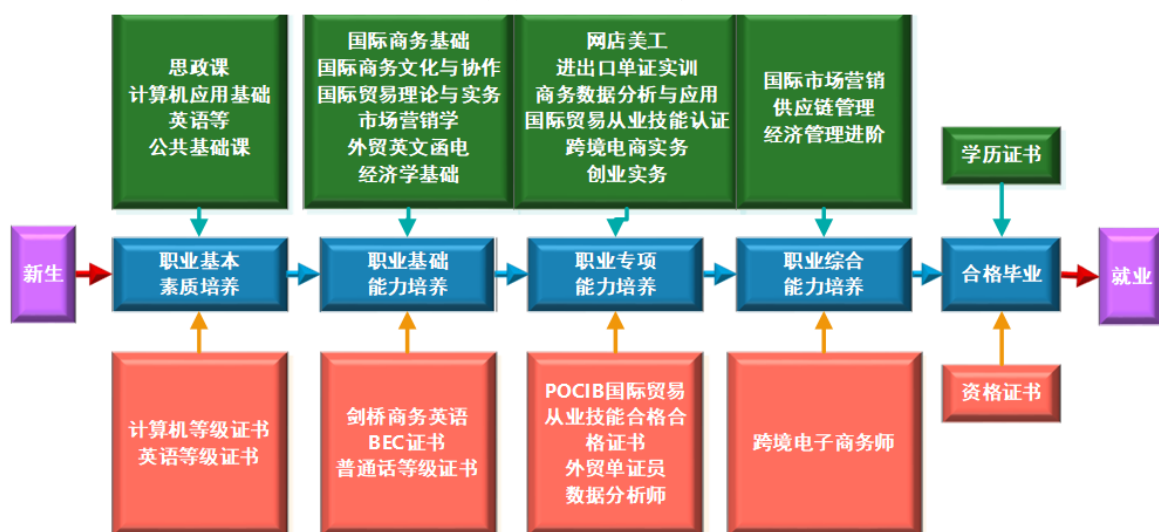 思政课
计算机应用基础
英语等
公共基础课
国际商务基础
国际商务文化与协作
国际贸易理论与实务
市场营销学
外贸英文函电
经济学基础
网店美工
进出口单证实训
商务数据分析与应用
国际贸易从业技能认证
跨境电商实务
创业实务
国际市场营销
供应链管理
经济管理进阶
学历证书
新生
职业基本
素质培养
职业基础
能力培养
职业专项
能力培养
职业综合
能力培养
合格毕业
就业
计算机等级证书
英语等级证书
剑桥商务英语
BEC证书
普通话等级证书
POCIB国际贸易
从业技能合格合
格证书
外贸单证员
数据分析师
跨境电子商务师
资格证书